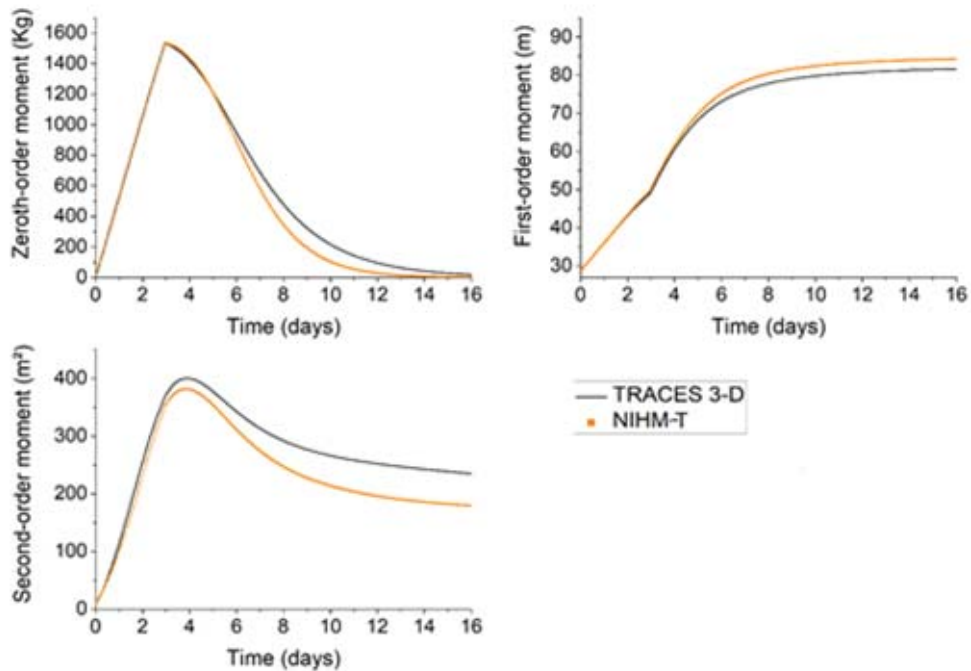 Zeroth-order moment (Kg)
1600
1400
1200
1000
800
600
400
200
0
0 2 4 6 8 10 12 14 16
Time (days)
First-order moment (m)
90
80
70
60
50
40
30
0 2 4 6 8 10 12 14 16
Time (days)
Second-order moment (m²)
400
300
200
100
0
0 2 4 6 8 10 12 14 16
Time (days)
TRACES 3-D
NIHM-T